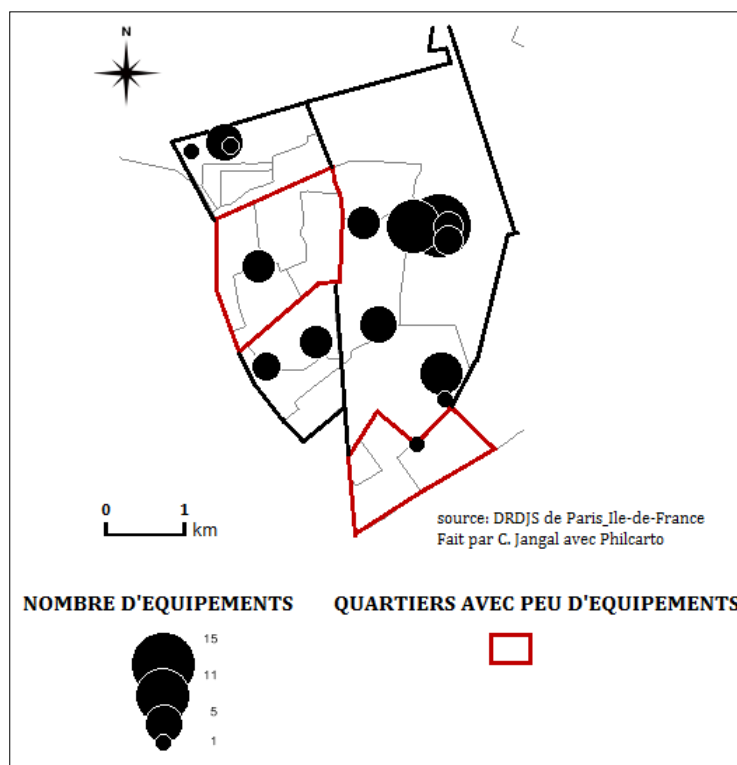 N
0 1
km
source: DRDJS de Paris_Ile-de-France
Fait par C. Jangal avec Philcarto
NOMBRE D'EQUIPEMENTS
15
11
5
1
QUARTIERS AVEC PEU D'EQUIPEMENTS